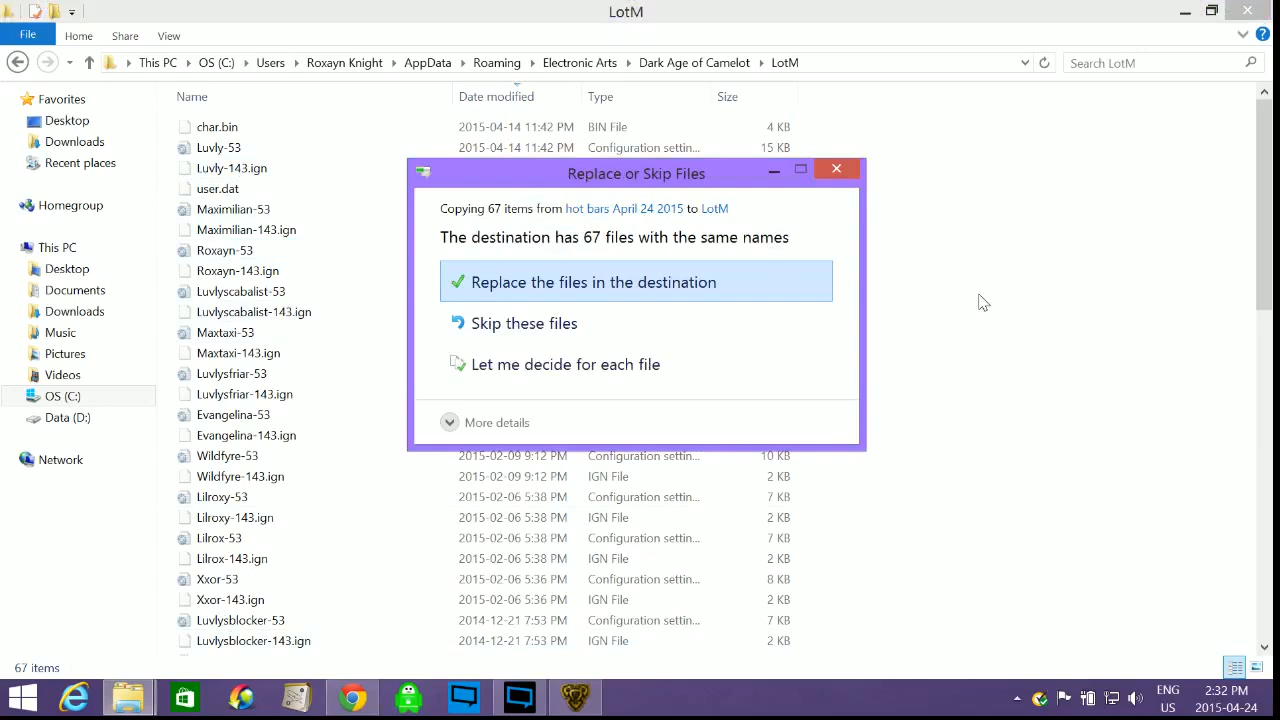 LotM
File Home Share View
This PC OS (C:) Users Roxayn Knight AppData Roaming Electronic Arts Dark Age of Camelot LotM Search LotM
Favorites
Desktop
Downloads
Recent places
Homegroup
This PC
Desktop
Documents
Downloads
Music
Pictures
Videos
OS (C:)
Data (D:)
Network
Name Date modified Type Size
char.bin 2015-04-14 11:42 PM BIN File 4 KB
Luvly-53 2015-04-14 11:42 PM Configuration settin... 15 KB
Luvly-143.ign
user.dat
Maximilian-53
Maximilian-143.ign
Roxayn-53
Roxayn-143.ign
Luvlyscabalist-53
Luvlyscabalist-143.ign
Maxtaxi-53
Maxtaxi-143.ign
Luvlysfriar-53
Luvlysfriar-143.ign
Evangelina-53
Evangelina-143.ign
Wildfyre-53 2015-02-09 9:12 PM Configuration settin... 10 KB
Wildfyre-143.ign 2015-02-09 9:12 PM IGN File 2 KB
Lilroxy-53 2015-02-06 5:38 PM Configuration settin... 7 KB
Lilroxy-143.ign 2015-02-06 5:38 PM IGN File 2 KB
Lilrox-53 2015-02-06 5:38 PM Configuration settin... 7 KB
Lilrox-143.ign 2015-02-06 5:38 PM IGN File 2 KB
Xxor-53 2015-02-06 5:36 PM Configuration settin... 8 KB
Xxor-143.ign 2015-02-06 5:36 PM IGN File 2 KB
Luvlysblocker-53 2014-12-21 7:53 PM Configuration settin... 7 KB
Luvlysblocker-143.ign 2014-12-21 7:53 PM IGN File 2 KB
Replace or Skip Files
Copying 67 items from hot bars April 24 2015 to LotM
The destination has 67 files with the same names
Replace the files in the destination
Skip these files
Let me decide for each file
More details
67 items
ENG 2:32 PM
US 2015-04-24